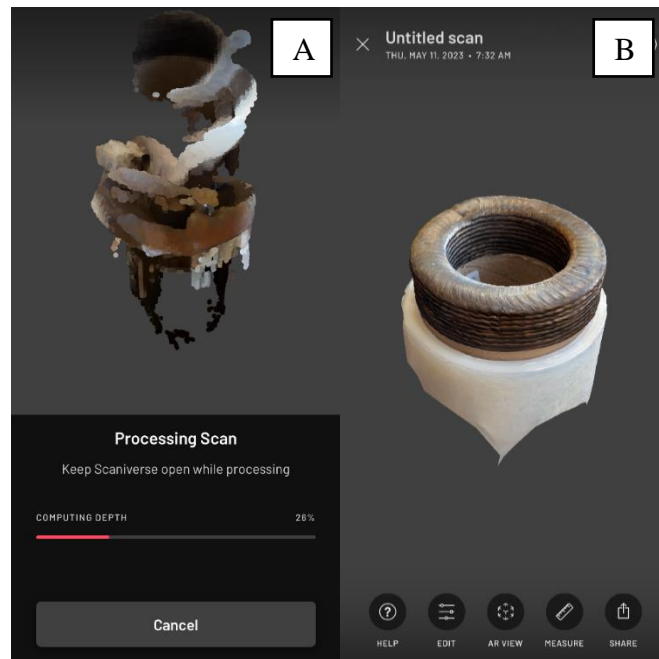 A
Processing Scan
Keep Scaniverse open while processing
COMPUTING DEPTH 26%
Cancel
B
Untitled scan
THU, MAY 11, 2023 • 7:32 AM
HELP EDIT AR VIEW MEASURE SHARE